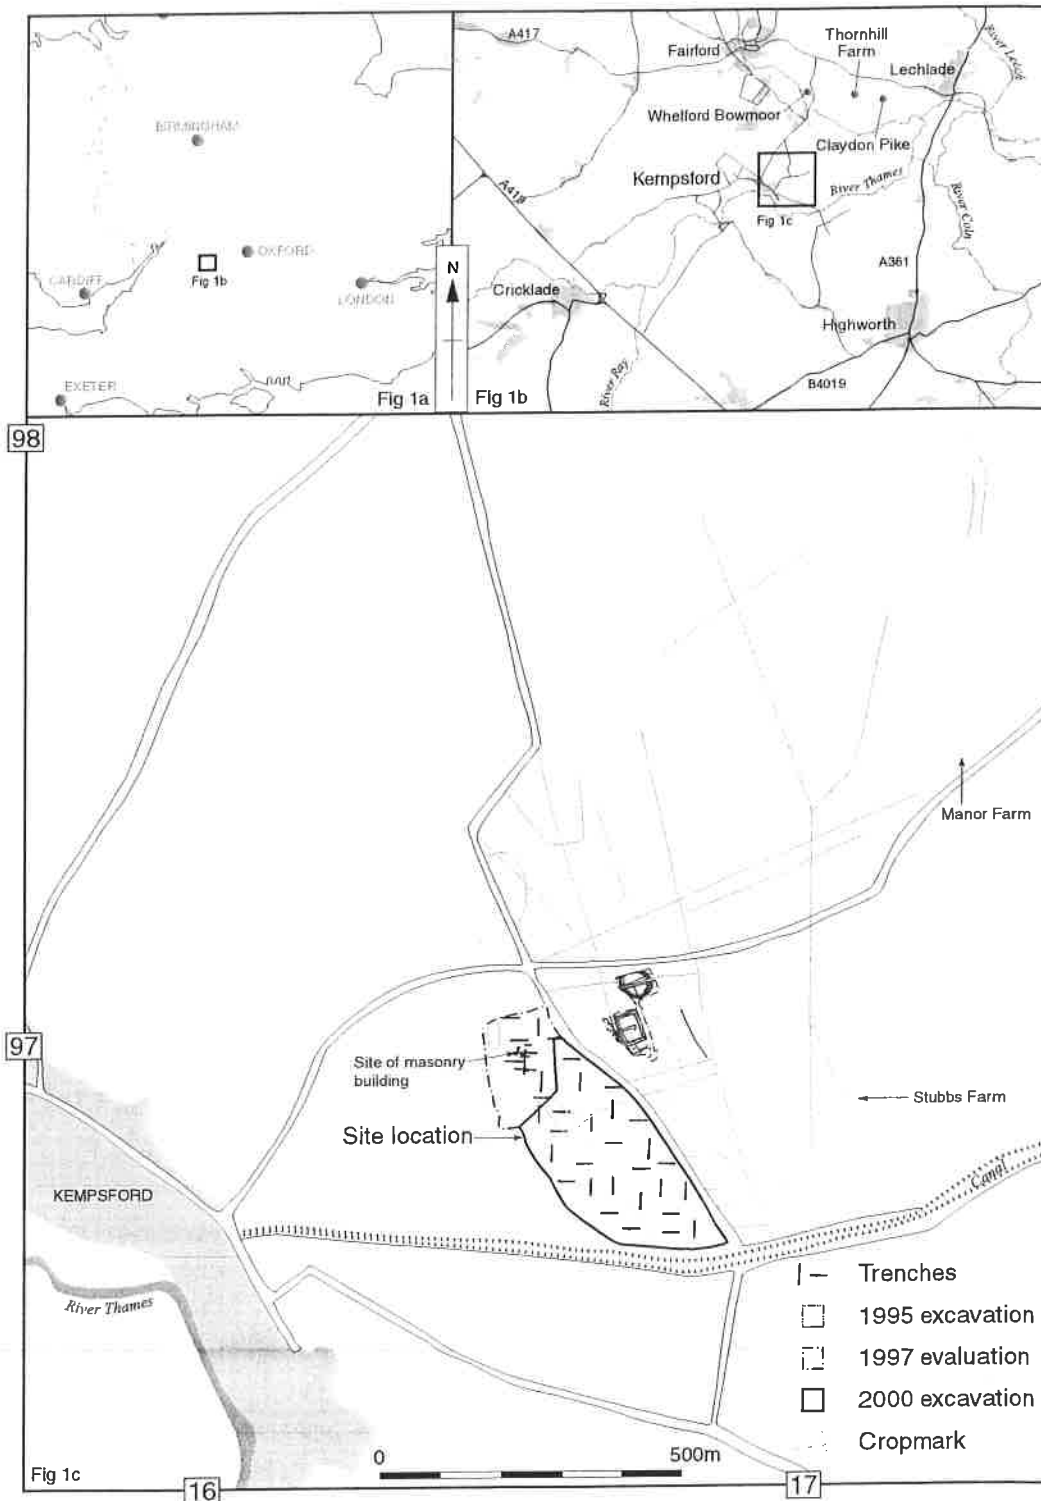 BIRMINGHAM
OXFORD
Fig 1b
CARDIFF
LONDON
EXETER
Fig 1a
N
A417
Fairford
Thornhill
Farm
Lechlade
River Leach
Whelford Bowmoor
Claydon Pike
Kempsford
A419
River Thames
Fig 1c
River Coln
A361
Cricklade
Highworth
River Ray
B4019
Fig 1b
98
Manor Farm
97
Site of masonry
building
Stubbs Farm
Site location
KEMPSFORD
Canal
River Thames
Trenches
1995 excavation
1997 evaluation
2000 excavation
Cropmark
0 500m
Fig 1c
16
17